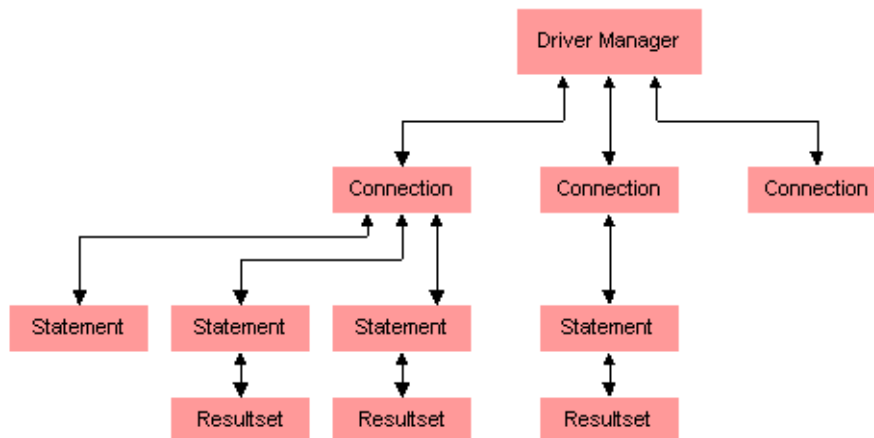 Driver Manager
Connection
Connection
Connection
Statement
Statement
Statement
Statement
Resultset
Resultset
Resultset